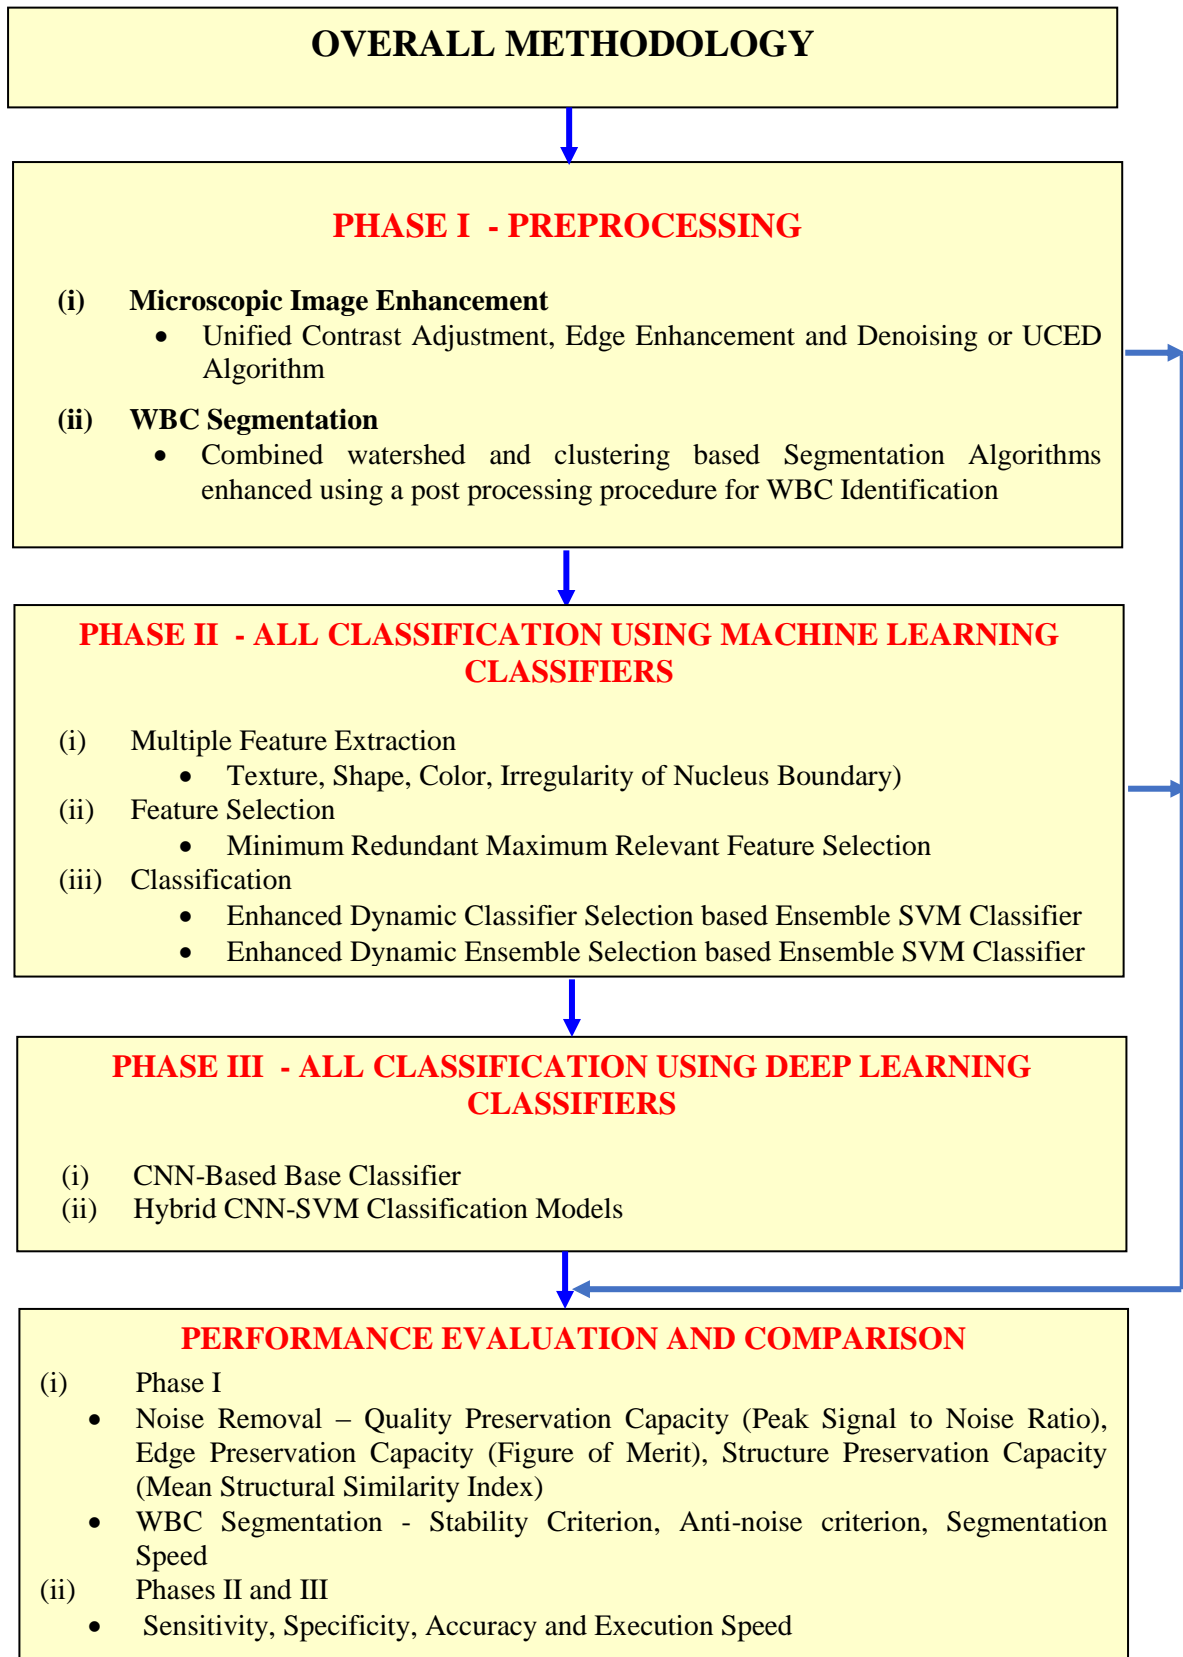 OVERALL METHODOLOGY
PHASE I - PREPROCESSING
(i) Microscopic Image Enhancement
• Unified Contrast Adjustment, Edge Enhancement and Denoising or UCED
Algorithm
(ii) WBC Segmentation
• Combined watershed and clustering based Segmentation Algorithms
enhanced using a post processing procedure for WBC Identification
PHASE II - ALL CLASSIFICATION USING MACHINE LEARNING
CLASSIFIERS
(i) Multiple Feature Extraction
• Texture, Shape, Color, Irregularity of Nucleus Boundary)
(ii) Feature Selection
• Minimum Redundant Maximum Relevant Feature Selection
(iii) Classification
• Enhanced Dynamic Classifier Selection based Ensemble SVM Classifier
• Enhanced Dynamic Ensemble Selection based Ensemble SVM Classifier
PHASE III - ALL CLASSIFICATION USING DEEP LEARNING
CLASSIFIERS
(i) CNN-Based Base Classifier
(ii) Hybrid CNN-SVM Classification Models
PERFORMANCE EVALUATION AND COMPARISON
(i) Phase I
• Noise Removal – Quality Preservation Capacity (Peak Signal to Noise Ratio),
Edge Preservation Capacity (Figure of Merit), Structure Preservation Capacity
(Mean Structural Similarity Index)
• WBC Segmentation - Stability Criterion, Anti-noise criterion, Segmentation
Speed
(ii) Phases II and III
• Sensitivity, Specificity, Accuracy and Execution Speed